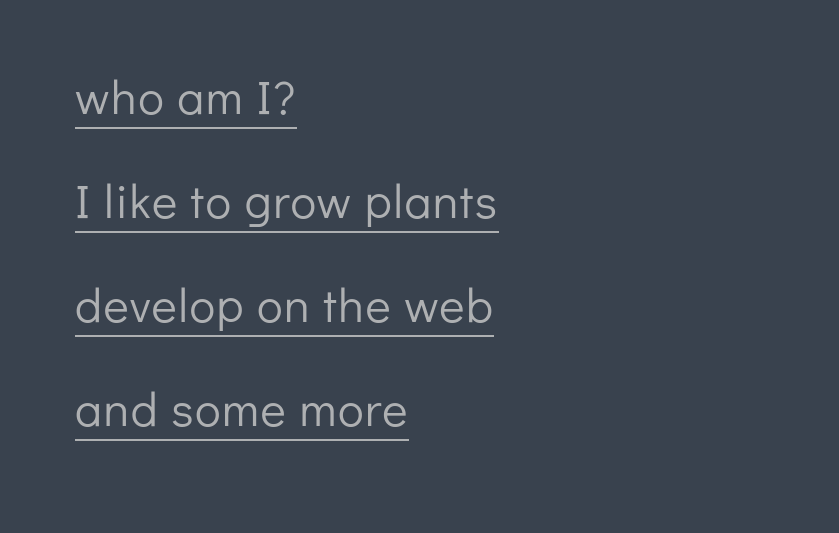 who am I?
I like to grow plants
develop on the web
and some more